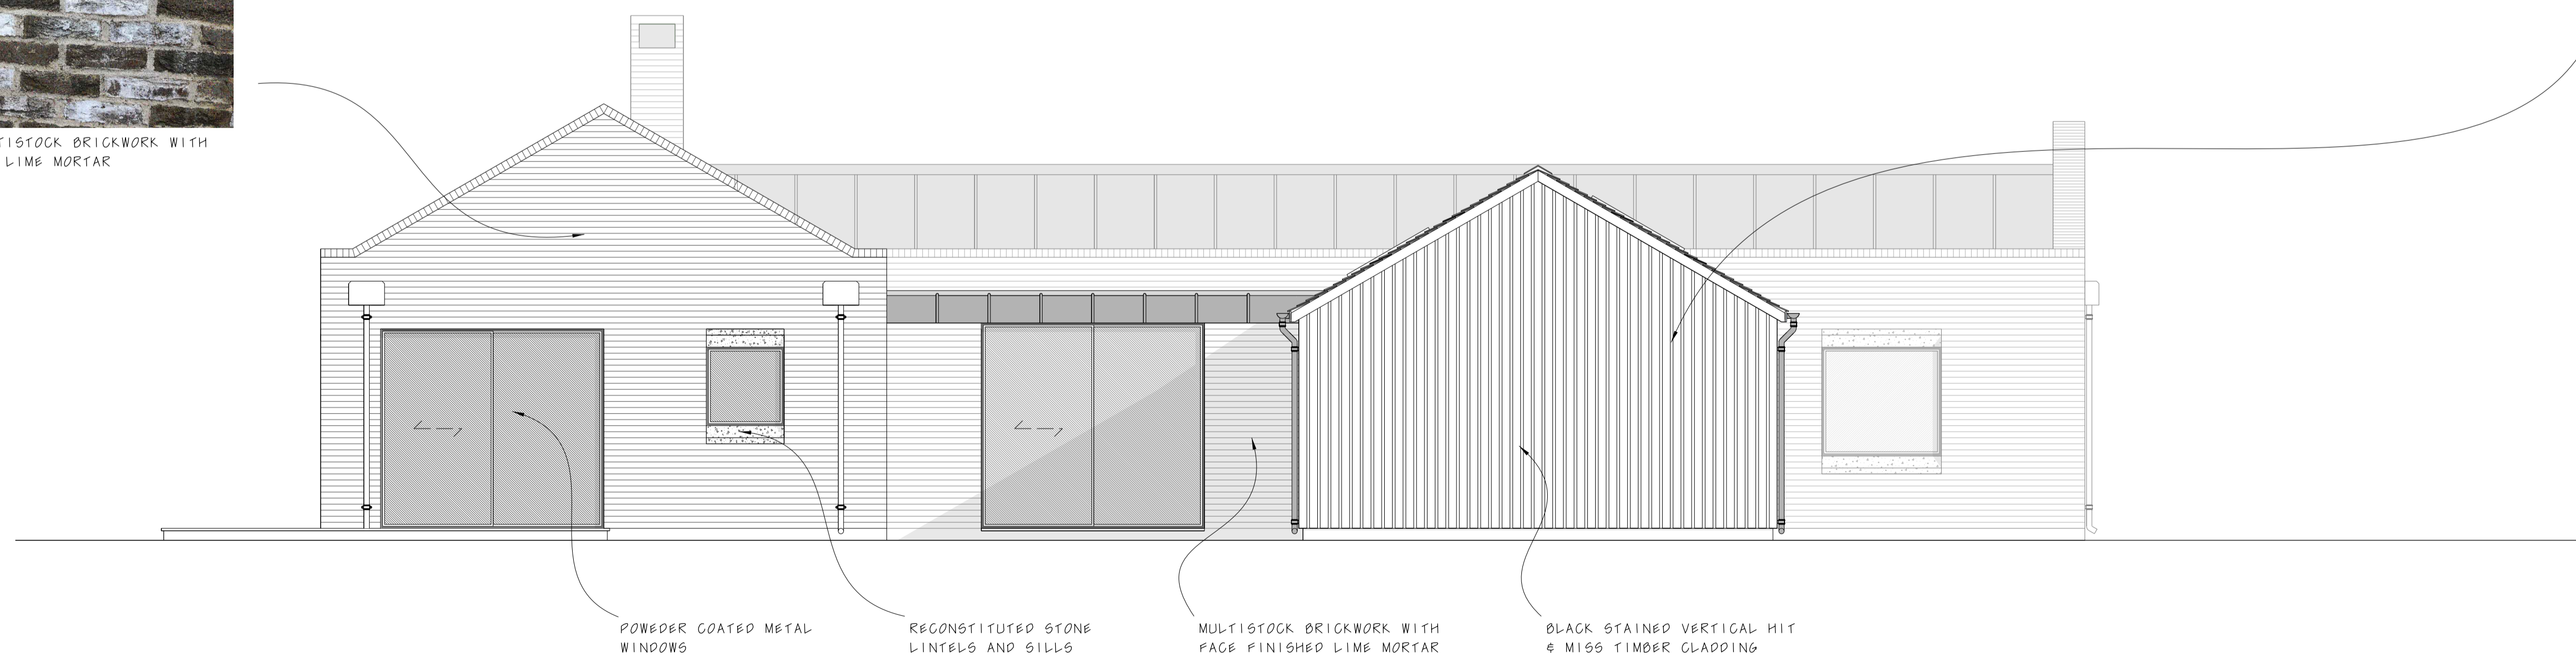 TISTOCK BRICKWORK WITH
LIME MORTAR
POWEDER COATED METAL
WINDOWS
RECONSTITUTED STONE
LINTELS AND SILLS
MULTISTOCK BRICKWORK WITH
FACE FINISHED LIME MORTAR
BLACK STAINED VERTICAL HIT
& MISS TIMBER CLADDING